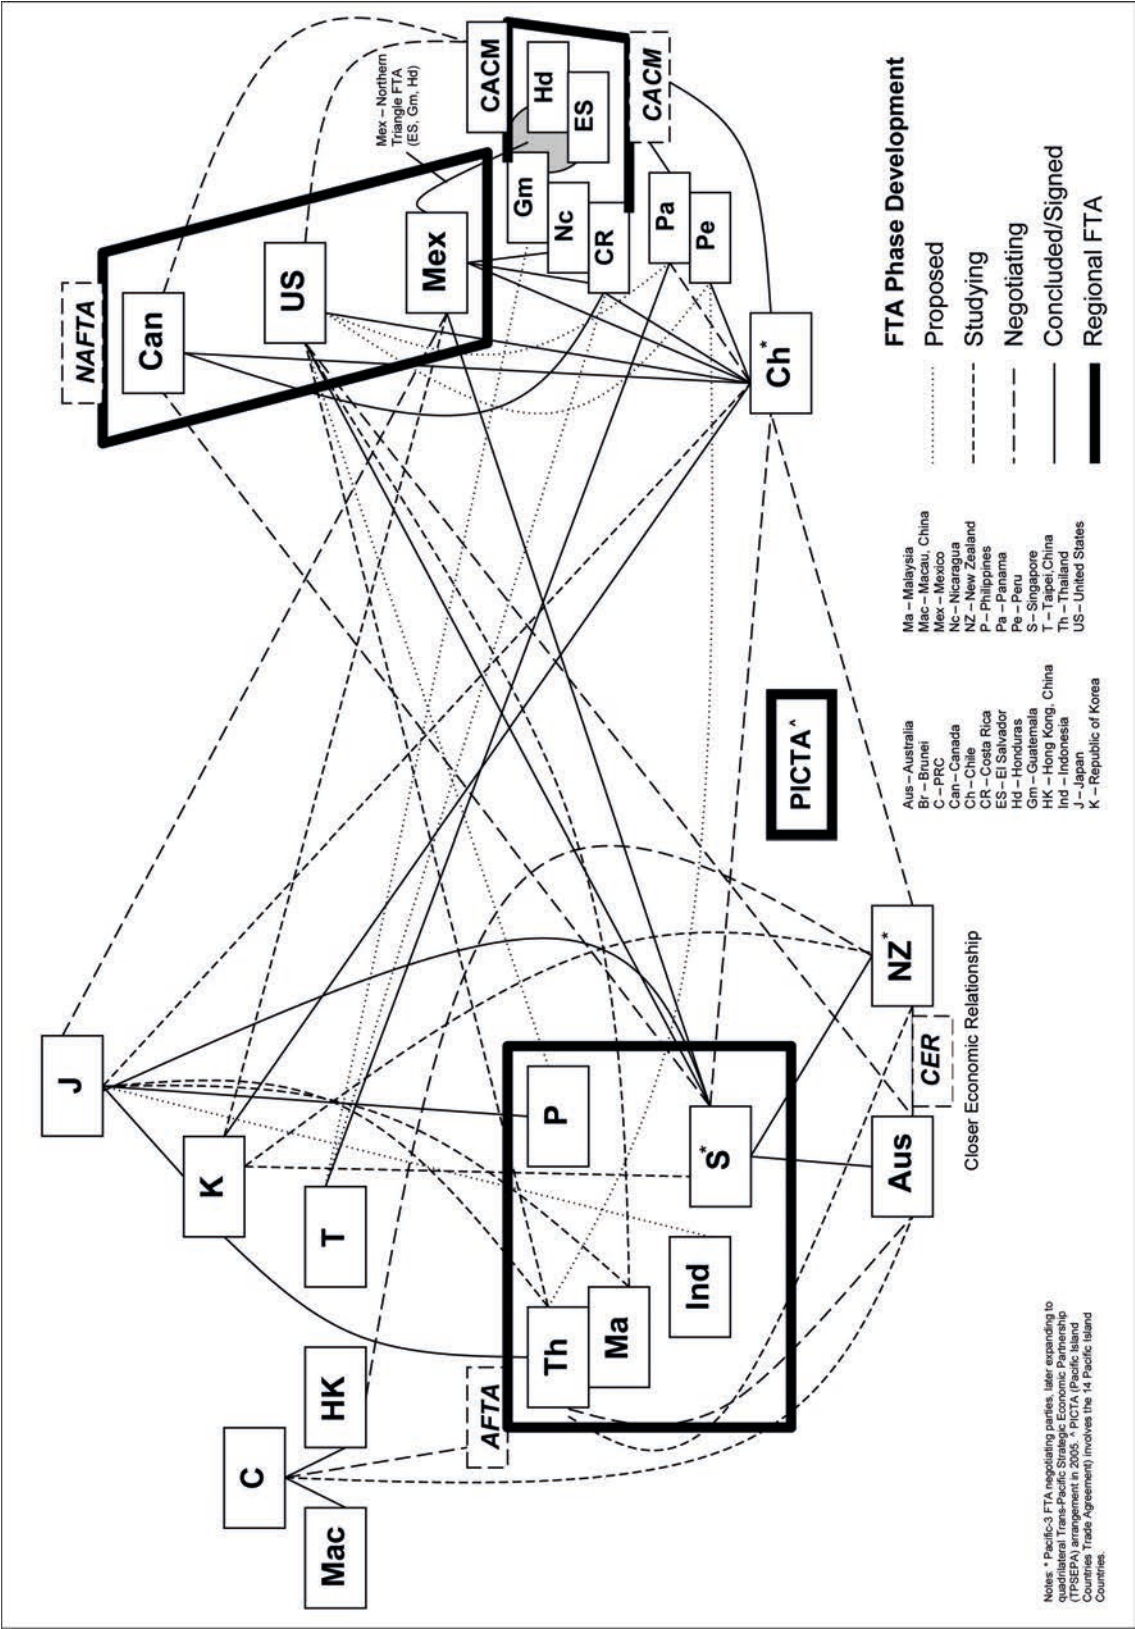 J
K
T
HK
C
Mac
AFTA
Th
Ma
Ind
P
S*
Aus
NZ*
CER
Closer Economic Relationship
PICTA^
NAFTA
Can
US
Mex
Mex – Northern
Triangle FTA
(ES, Gm, Hd)
CACM
Hd
ES
Gm
Nc
CR
CACM
Pa
Pe
Ch*
FTA Phase Development
Proposed
Studying
Negotiating
Concluded/Signed
Regional FTA
Aus – Australia
Br – Brunei
C – PRC
Can – Canada
Ch – Chile
CR – Costa Rica
ES – El Salvador
Hd – Honduras
Gm – Guatemala
HK – Hong Kong, China
Ind – Indonesia
J – Japan
K – Republic of Korea
Ma – Malaysia
Mac – Macau, China
Mex – Mexico
Nc – Nicaragua
NZ – New Zealand
P – Philippines
Pa – Panama
Pe – Peru
S – Singapore
T – Taipei,China
Th – Thailand
US – United States
Notes: * Pacific-3 FTA negotiating parties, later expanding to
quadrilateral Trans-Pacific Strategic Economic Partnership
(TPSEPA) arrangement in 2005. ^ PICTA (Pacific Island
Countries Trade Agreement) involves the 14 Pacific Island
Countries.